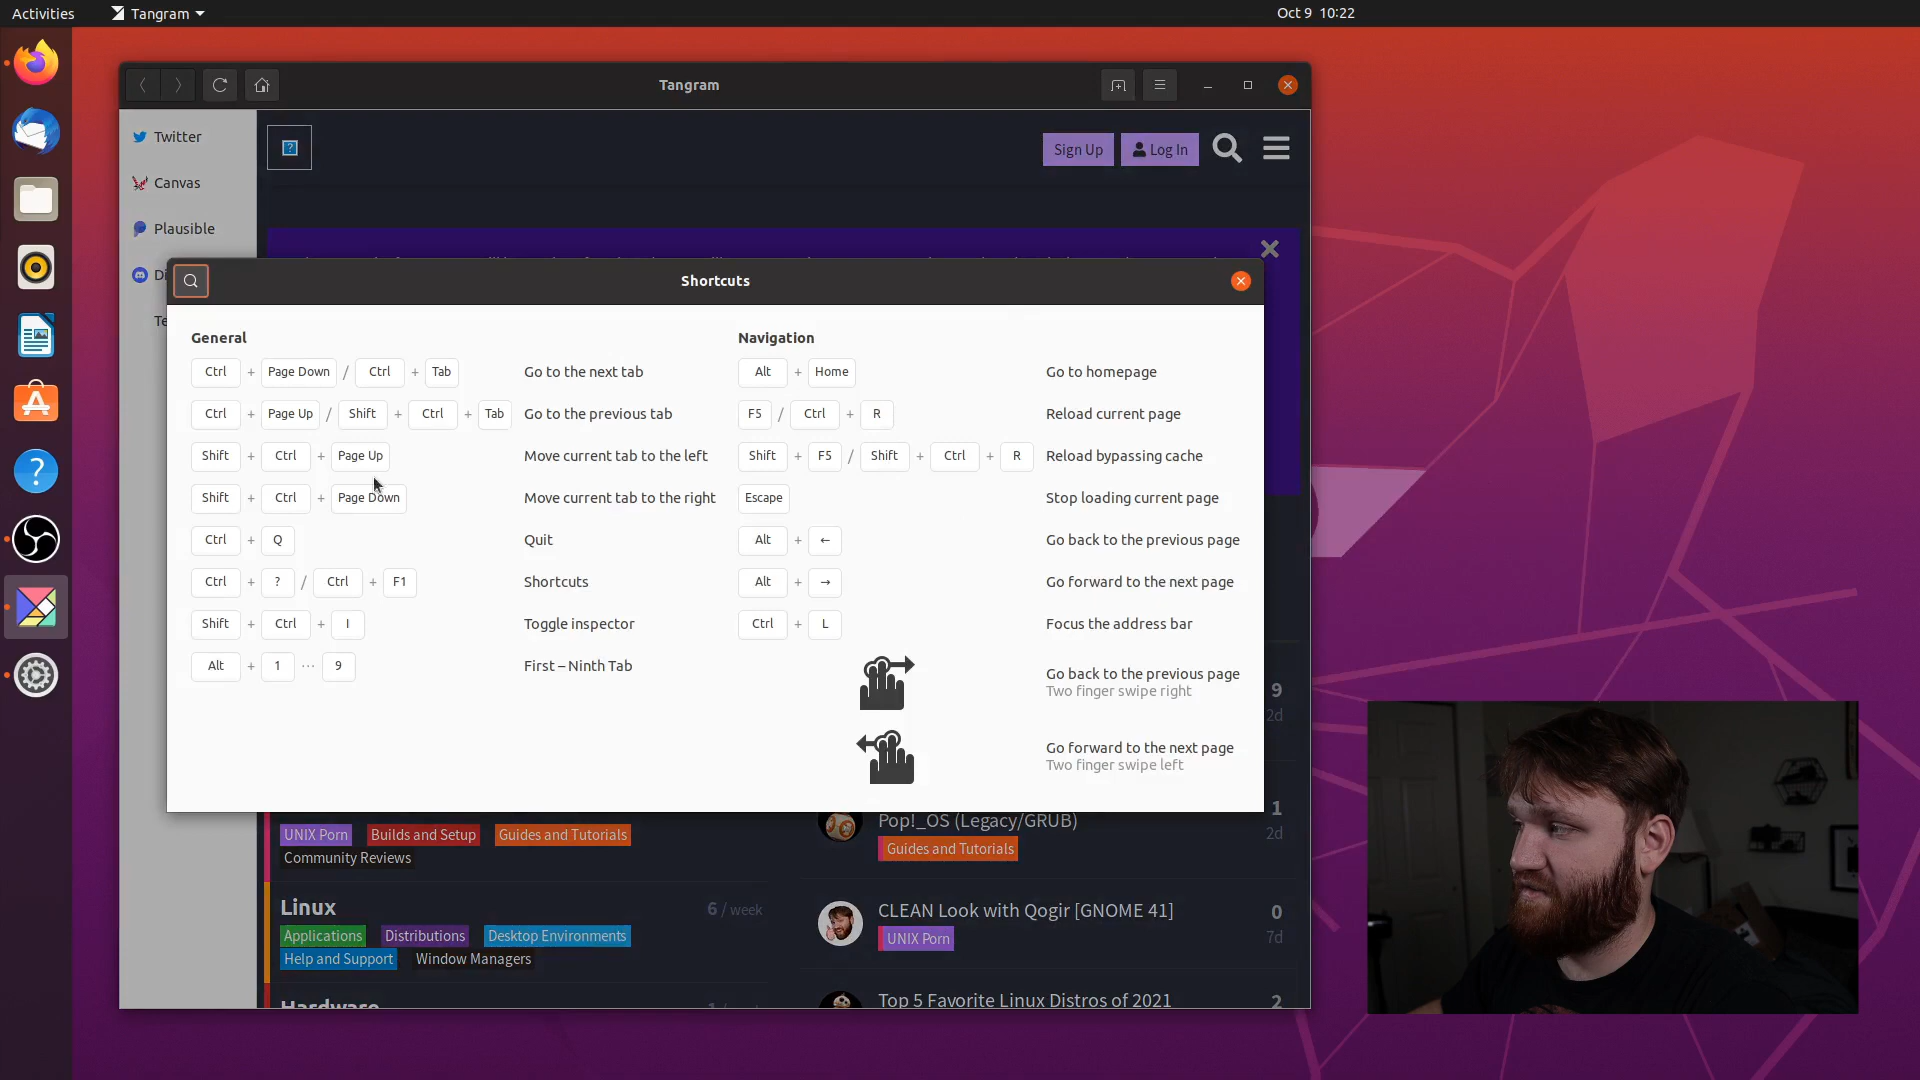 Activities
Tangram
Oct 9 10:22
Tangram
Twitter
Canvas
Plausible
Sign Up
Log In
Shortcuts
General
Ctrl + Page Down / Ctrl + Tab Go to the next tab
Ctrl + Page Up / Shift + Ctrl + Tab Go to the previous tab
Shift + Ctrl + Page Up Move current tab to the left
Shift + Ctrl + Page Down Move current tab to the right
Ctrl + Q Quit
Ctrl + ? / Ctrl + F1 Shortcuts
Shift + Ctrl + I Toggle inspector
Alt + 1 ... 9 First – Ninth Tab
Navigation
Alt + Home Go to homepage
F5 / Ctrl + R Reload current page
Shift + F5 / Shift + Ctrl + R Reload bypassing cache
Escape Stop loading current page
Alt + ← Go back to the previous page
Alt + → Go forward to the next page
Ctrl + L Focus the address bar
Go back to the previous page
Two finger swipe right
Go forward to the next page
Two finger swipe left
9
2d
UNIX Porn Builds and Setup Guides and Tutorials
Community Reviews
Linux
6 / week
Applications Distributions Desktop Environments
Help and Support Window Managers
Hardware
Pop!_OS (Legacy/GRUB)
Guides and Tutorials
1
2d
CLEAN Look with Qogir [GNOME 41]
UNIX Porn
0
7d
Top 5 Favorite Linux Distros of 2021
2